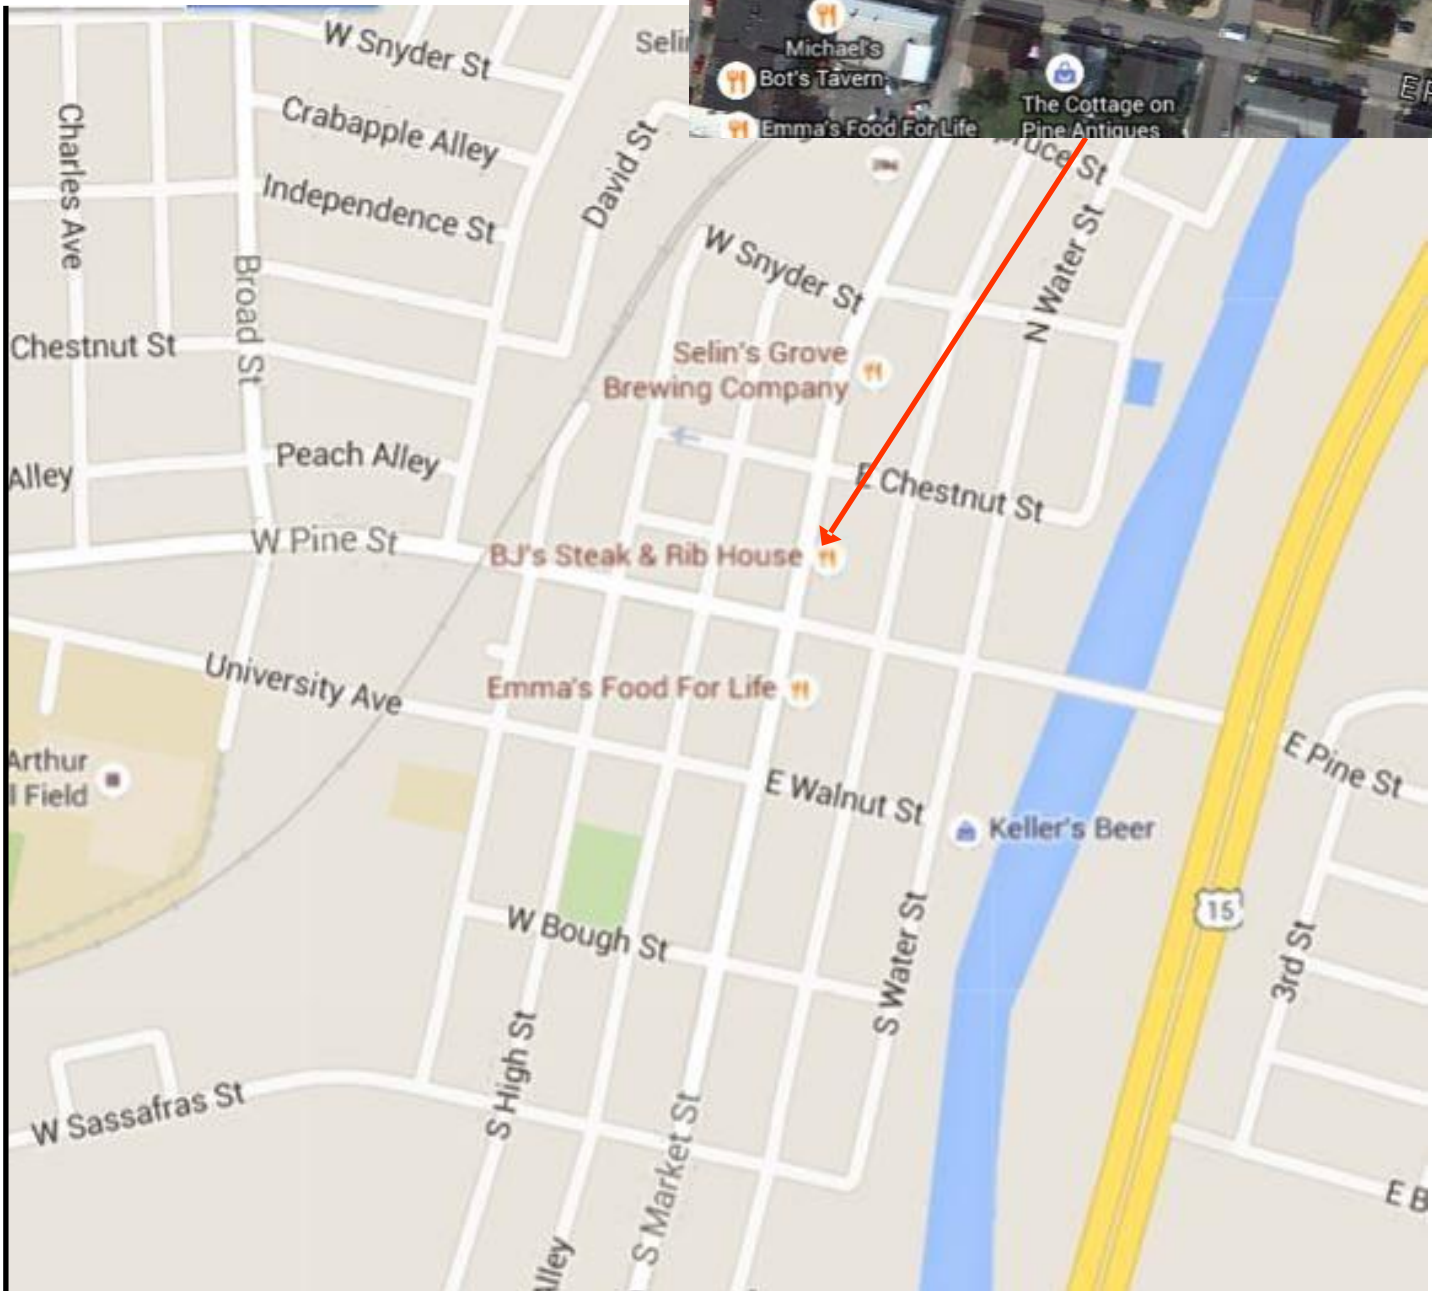 W Snyder St
Selin
Michael's
Bot's Tavern
The Cottage on
Pine Antiques
Emma's Food For Life
Charles Ave
Crabapple Alley
David St
Independence St
N Water St
W Snyder St
Broad St
Chestnut St
Selin's Grove
Brewing Company
Peach Alley
Alley
E Chestnut St
W Pine St
BJ's Steak & Rib House
University Ave
Emma's Food For Life
E Pine St
Arthur
l Field
E Walnut St
Keller's Beer
15
W Bough St
S Water St
3rd St
S High St
W Sassafras St
S Market St
E B
lley